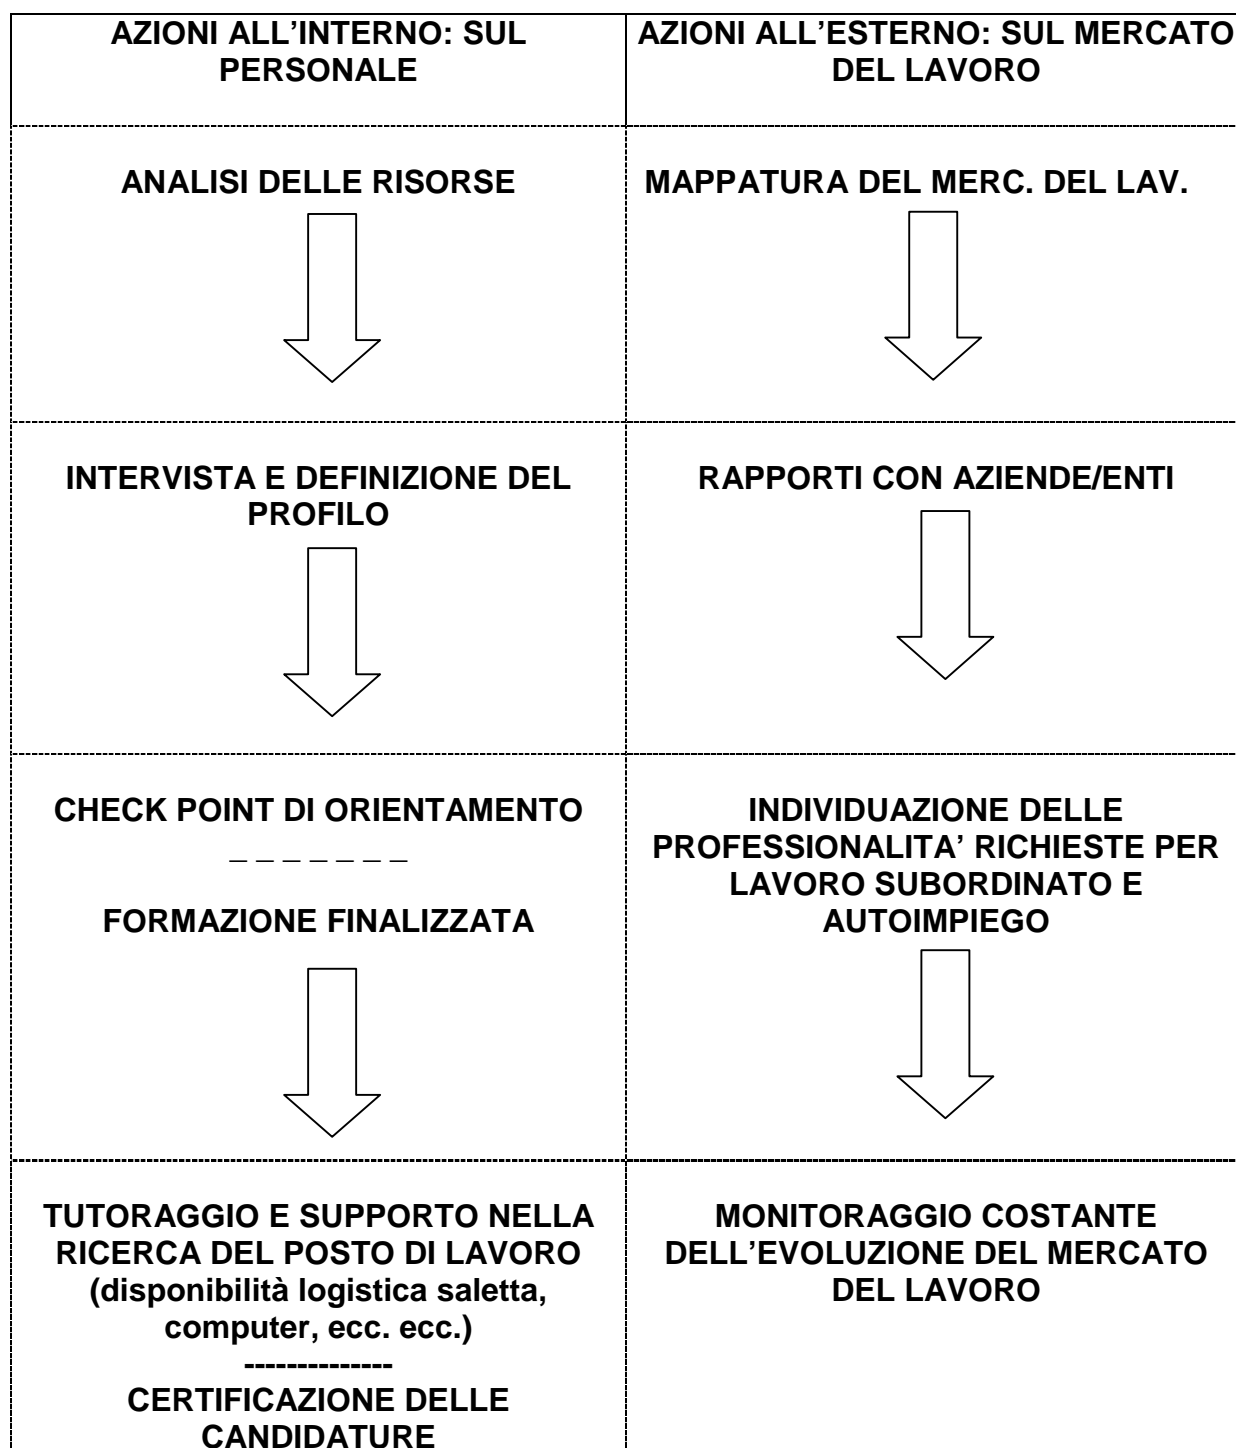 AZIONI ALL’INTERNO: SUL
PERSONALE
AZIONI ALL’ESTERNO: SUL MERCATO
DEL LAVORO
ANALISI DELLE RISORSE
MAPPATURA DEL MERC. DEL LAV.
INTERVISTA E DEFINIZIONE DEL
PROFILO
RAPPORTI CON AZIENDE/ENTI
CHECK POINT DI ORIENTAMENTO
_ _ _ _ _ _ _
FORMAZIONE FINALIZZATA
INDIVIDUAZIONE DELLE
PROFESSIONALITA’ RICHIESTE PER
LAVORO SUBORDINATO E
AUTOIMPIEGO
TUTORAGGIO E SUPPORTO NELLA
RICERCA DEL POSTO DI LAVORO
(disponibilità logistica saletta,
computer, ecc. ecc.)
--------------
CERTIFICAZIONE DELLE
CANDIDATURE
MONITORAGGIO COSTANTE
DELL’EVOLUZIONE DEL MERCATO
DEL LAVORO